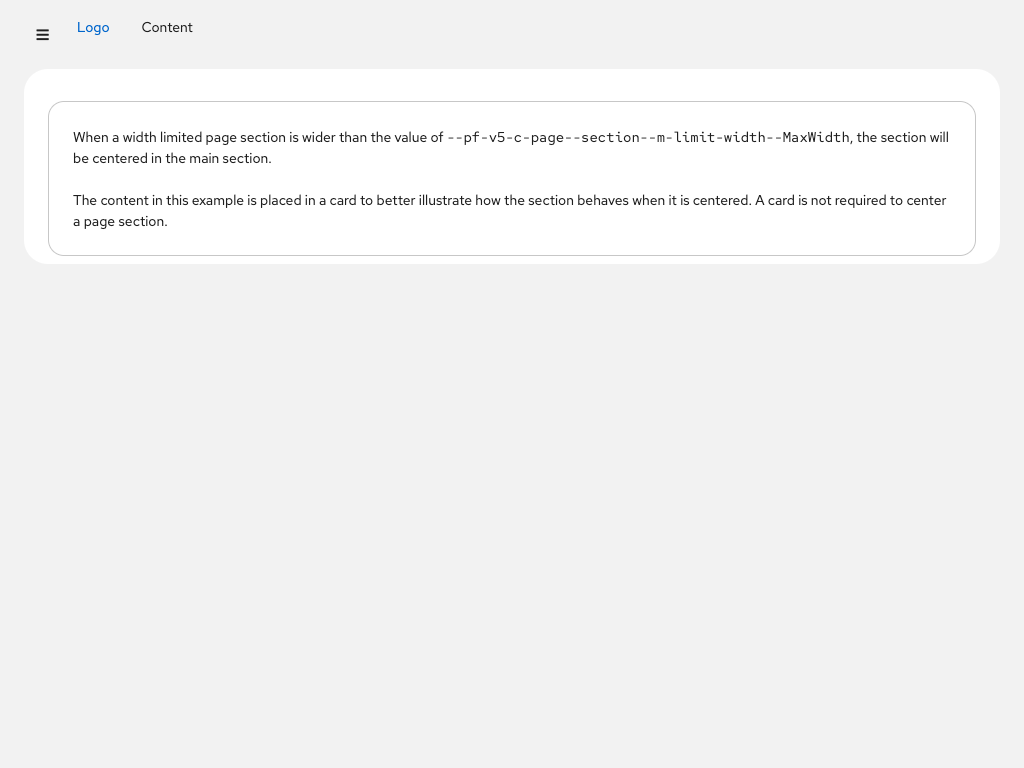 Logo
Content
When a width limited page section is wider than the value of --pf-v5-c-page--section--m-limit-width--MaxWidth, the section will
be centered in the main section.
The content in this example is placed in a card to better illustrate how the section behaves when it is centered. A card is not required to center
a page section.